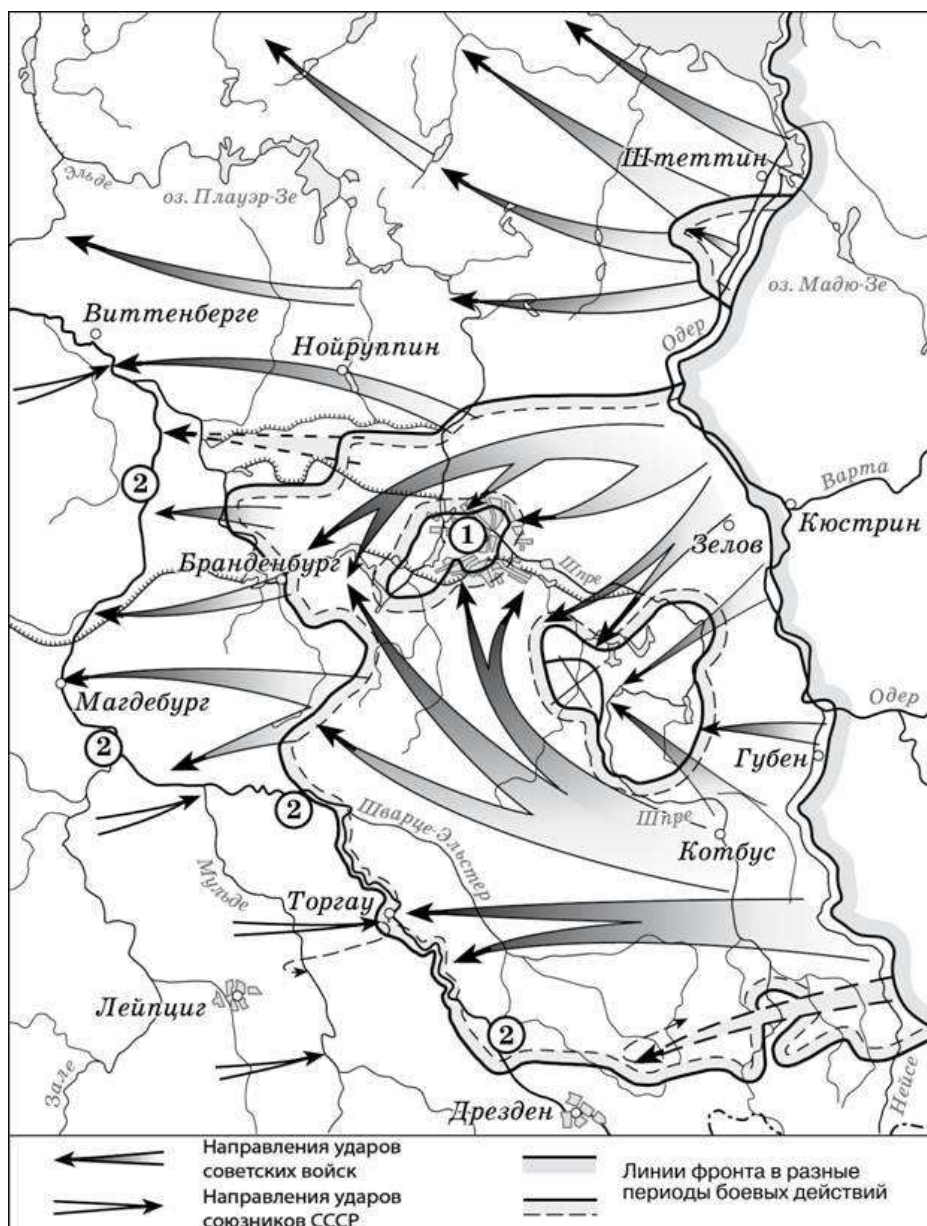 Штеттин
Эльде
оз. Плауэр-Зе
оз. Мадю-Зе
Виттенберге
Одер
Нойруппин
2
Варта
Кюстрин
1
Зелов
Бранденбург
Шпре
Магдебург
Одер
2
Губен
2
Шварце-Эльстер
Шпре
Котбус
Мульде
Торгау
Лейпциг
2
Зале
Дрезден
Нейсе
Направления ударов
советских войск
Направления ударов
союзников СССР
Линии фронта в разные
периоды боевых действий